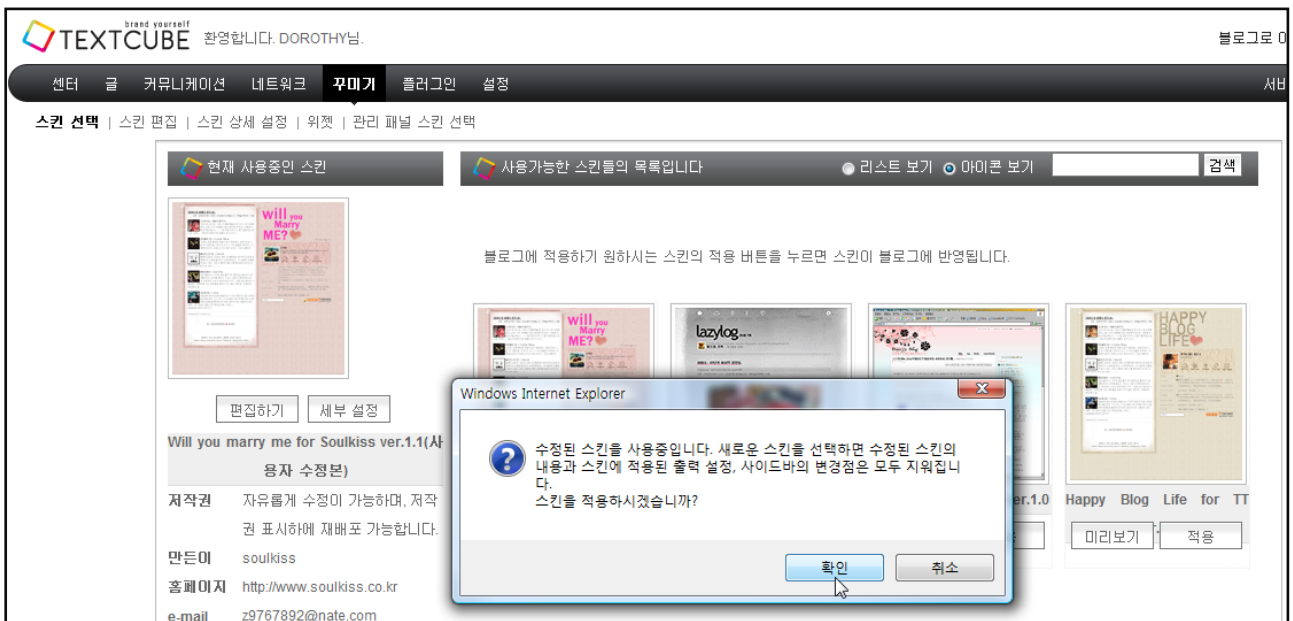 brand yourself
TEXTCUBE 환영합니다. DOROTHY님.
블로그로
센터 글 커뮤니케이션 네트워크 꾸미기 플러그인 설정
서비
스킨 선택 | 스킨 편집 | 스킨 상세 설정 | 위젯 | 관리 패널 스킨 선택
현재 사용중인 스킨
사용가능한 스킨들의 목록입니다
리스트 보기 아이콘 보기
검색
will you
Marry
ME?
블로그에 적용하기 원하시는 스킨의 적용 버튼을 누르면 스킨이 블로그에 반영됩니다.
will you
Marry
ME?
lazylog
HAPPY
BLOG
LIFE
편집하기 세부 설정
Will you marry me for Soulkiss ver.1.1(사
용자 수정본)
저작권 자유롭게 수정이 가능하며, 저작
권 표시하에 재배포 가능합니다.
만든이 soulkiss
홈페이지 http://www.soulkiss.co.kr
e-mail z9767892@nate.com
Windows Internet Explorer
수정된 스킨을 사용중입니다. 새로운 스킨을 선택하면 수정된 스킨의
내용과 스킨에 적용된 출력 설정, 사이드바의 변경점은 모두 지워집니
다.
스킨을 적용하시겠습니까?
확인 취소
er.1.0
Happy Blog Life for TT
미리보기 적용